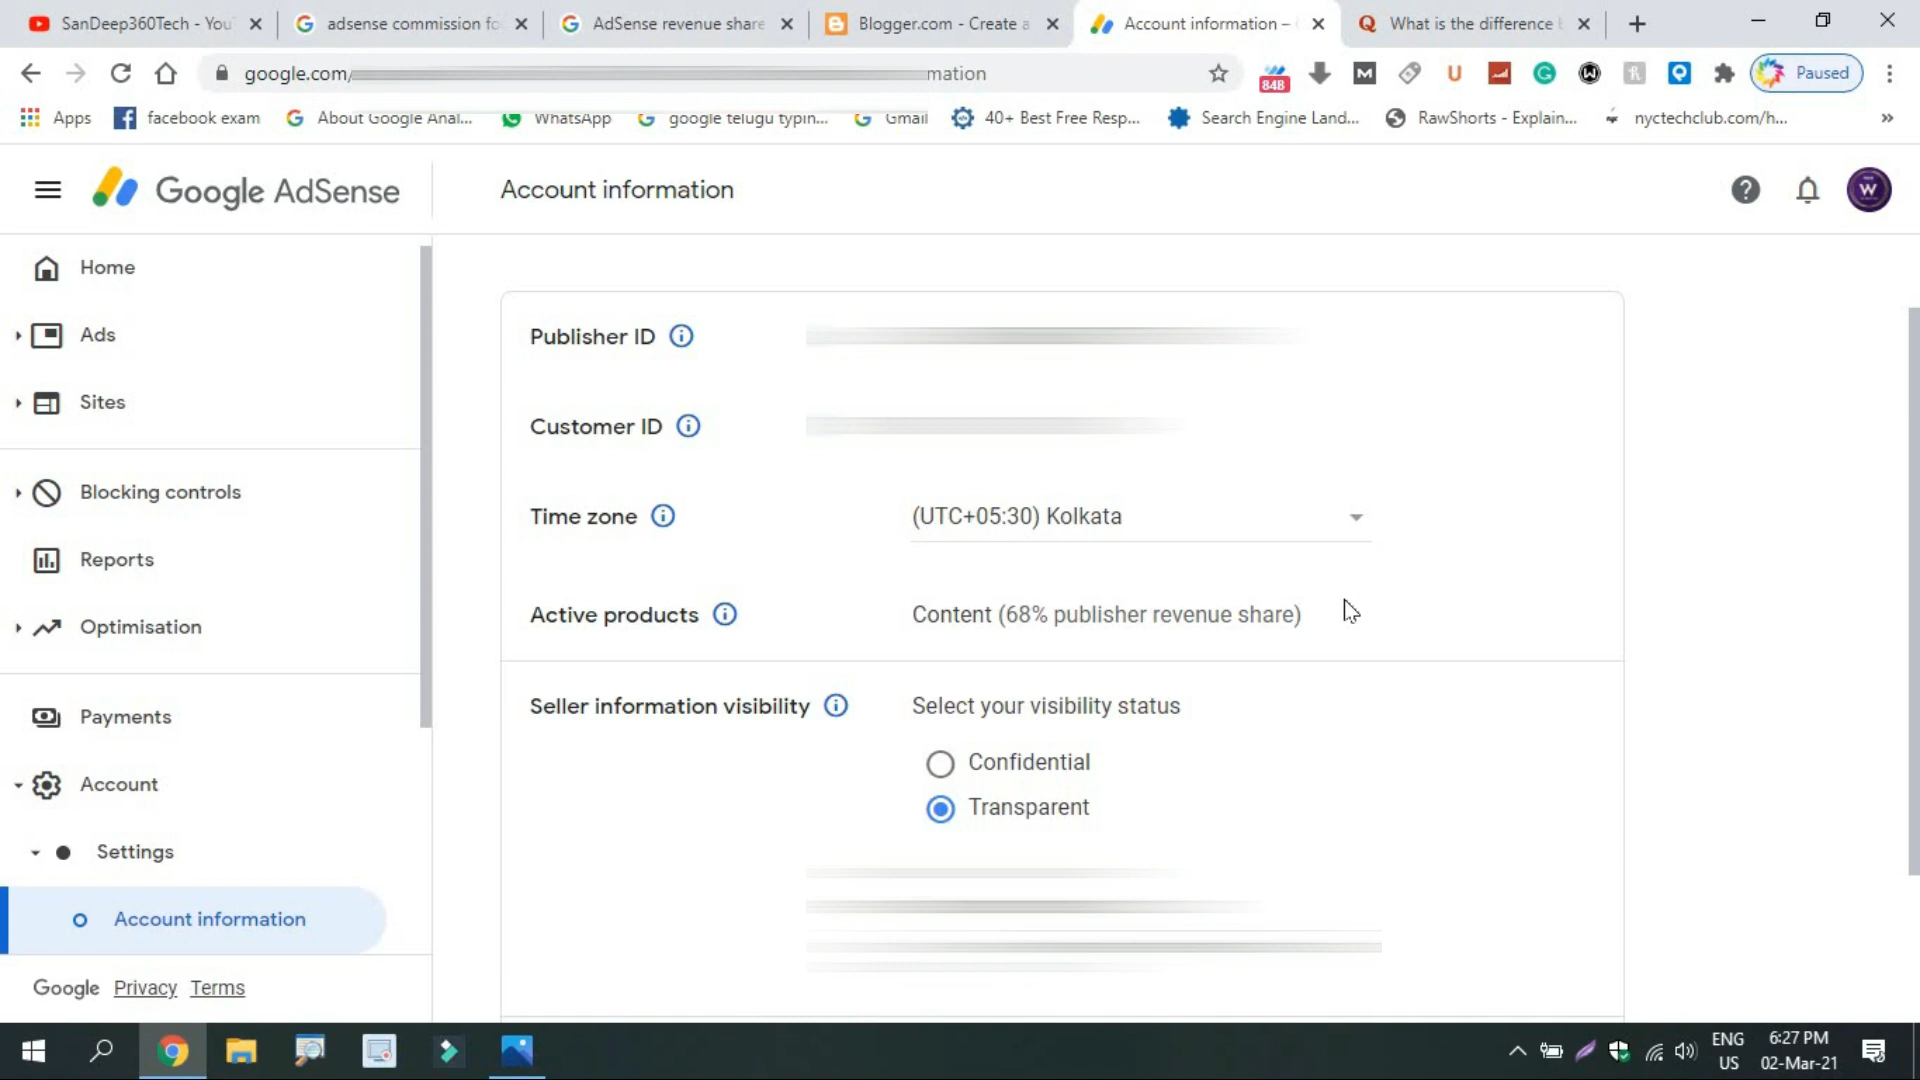 SanDeep360Tech - You
adsense commission fo
AdSense revenue share
Blogger.com - Create a
Account information –
What is the difference b
google.com/
mation
84B
Paused
Apps
facebook exam
About Google Anal...
WhatsApp
google telugu typin...
Gmail
40+ Best Free Resp...
Search Engine Land...
RawShorts - Explain...
nyctechclub.com/h...
»
Google AdSense
Account information
W
Home
Ads
Sites
Blocking controls
Reports
Optimisation
Payments
Account
Settings
Account information
Google Privacy Terms
Publisher ID
Customer ID
Time zone
(UTC+05:30) Kolkata
Active products
Content (68% publisher revenue share)
Seller information visibility
Select your visibility status
Confidential
Transparent
ENG
US
6:27 PM
02-Mar-21